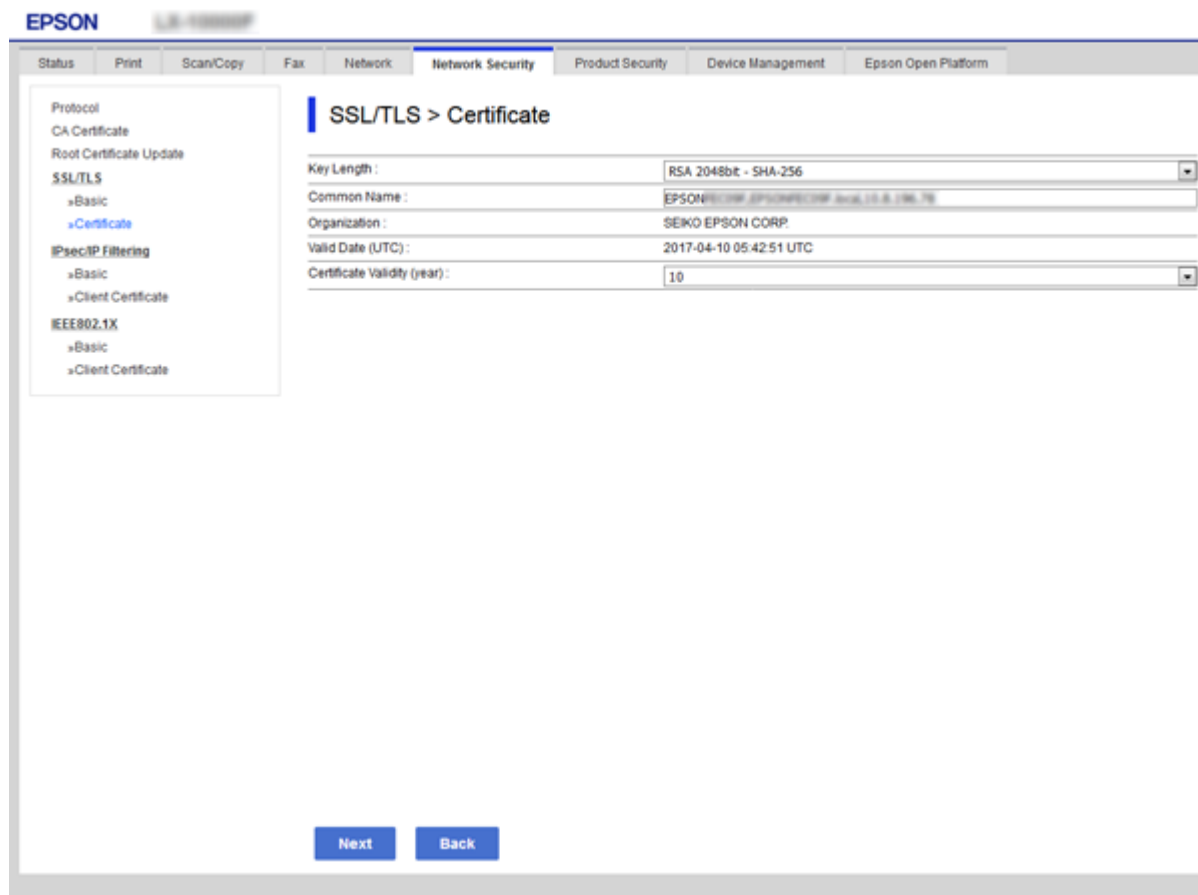 EPSON
Status Print Scan/Copy Fax Network Network Security Product Security Device Management Epson Open Platform
Protocol
CA Certificate
Root Certificate Update
SSL/TLS
»Basic
»Certificate
IPsec/IP Filtering
»Basic
»Client Certificate
IEEE802.1X
»Basic
»Client Certificate
SSL/TLS > Certificate
Key Length : RSA 2048bit - SHA-256
Common Name : EPSON
Organization : SEIKO EPSON CORP.
Valid Date (UTC) : 2017-04-10 05:42:51 UTC
Certificate Validity (year) : 10
Next Back